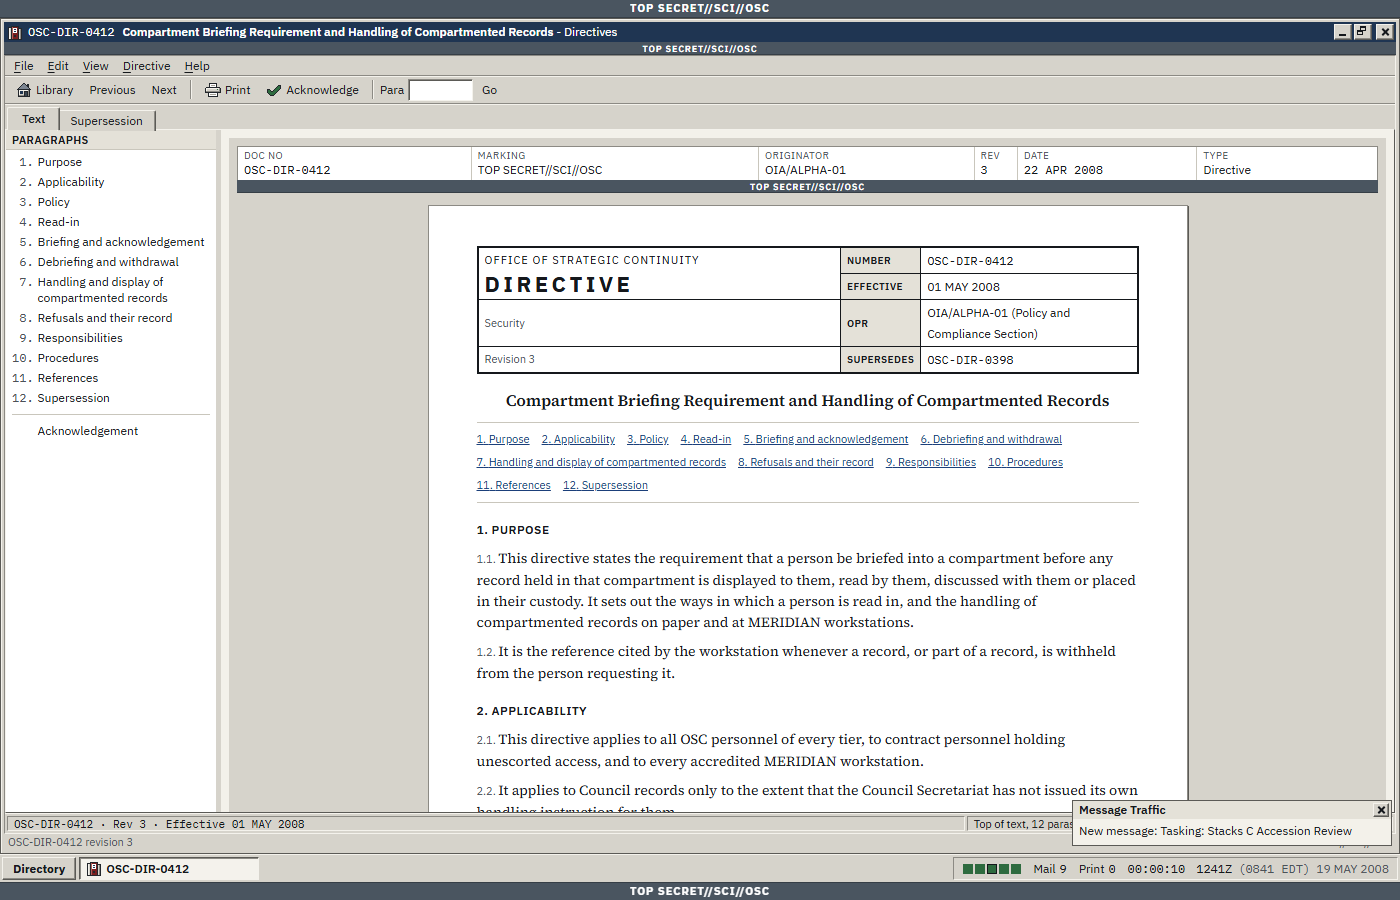 TOP SECRET//SCI//OSC
OSC-DIR-0412 Compartment Briefing Requirement and Handling of Compartmented Records - Directives
TOP SECRET//SCI//OSC
File Edit View Directive Help
Library Previous Next Print Acknowledge Para Go
Text Supersession
PARAGRAPHS
1. Purpose
2. Applicability
3. Policy
4. Read-in
5. Briefing and acknowledgement
6. Debriefing and withdrawal
7. Handling and display of
compartmented records
8. Refusals and their record
9. Responsibilities
10. Procedures
11. References
12. Supersession
Acknowledgement
DOC NO MARKING ORIGINATOR REV DATE TYPE
OSC-DIR-0412 TOP SECRET//SCI//OSC OIA/ALPHA-01 3 22 APR 2008 Directive
TOP SECRET//SCI//OSC
OFFICE OF STRATEGIC CONTINUITY
DIRECTIVE
NUMBER OSC-DIR-0412
EFFECTIVE 01 MAY 2008
Security
OPR OIA/ALPHA-01 (Policy and
Compliance Section)
Revision 3
SUPERSEDES OSC-DIR-0398
Compartment Briefing Requirement and Handling of Compartmented Records
1. Purpose 2. Applicability 3. Policy 4. Read-in 5. Briefing and acknowledgement 6. Debriefing and withdrawal
7. Handling and display of compartmented records 8. Refusals and their record 9. Responsibilities 10. Procedures
11. References 12. Supersession
1. PURPOSE
1.1. This directive states the requirement that a person be briefed into a compartment before any
record held in that compartment is displayed to them, read by them, discussed with them or placed
in their custody. It sets out the ways in which a person is read in, and the handling of
compartmented records on paper and at MERIDIAN workstations.
1.2. It is the reference cited by the workstation whenever a record, or part of a record, is withheld
from the person requesting it.
2. APPLICABILITY
2.1. This directive applies to all OSC personnel of every tier, to contract personnel holding
unescorted access, and to every accredited MERIDIAN workstation.
2.2. It applies to Council records only to the extent that the Council Secretariat has not issued its own
handling instruction for them.
OSC-DIR-0412 · Rev 3 · Effective 01 MAY 2008
Top of text, 12 paras
OSC-DIR-0412 revision 3
Message Traffic
New message: Tasking: Stacks C Accession Review
Directory OSC-DIR-0412 Mail 9 Print 0 00:00:10 1241Z (0841 EDT) 19 MAY 2008
TOP SECRET//SCI//OSC